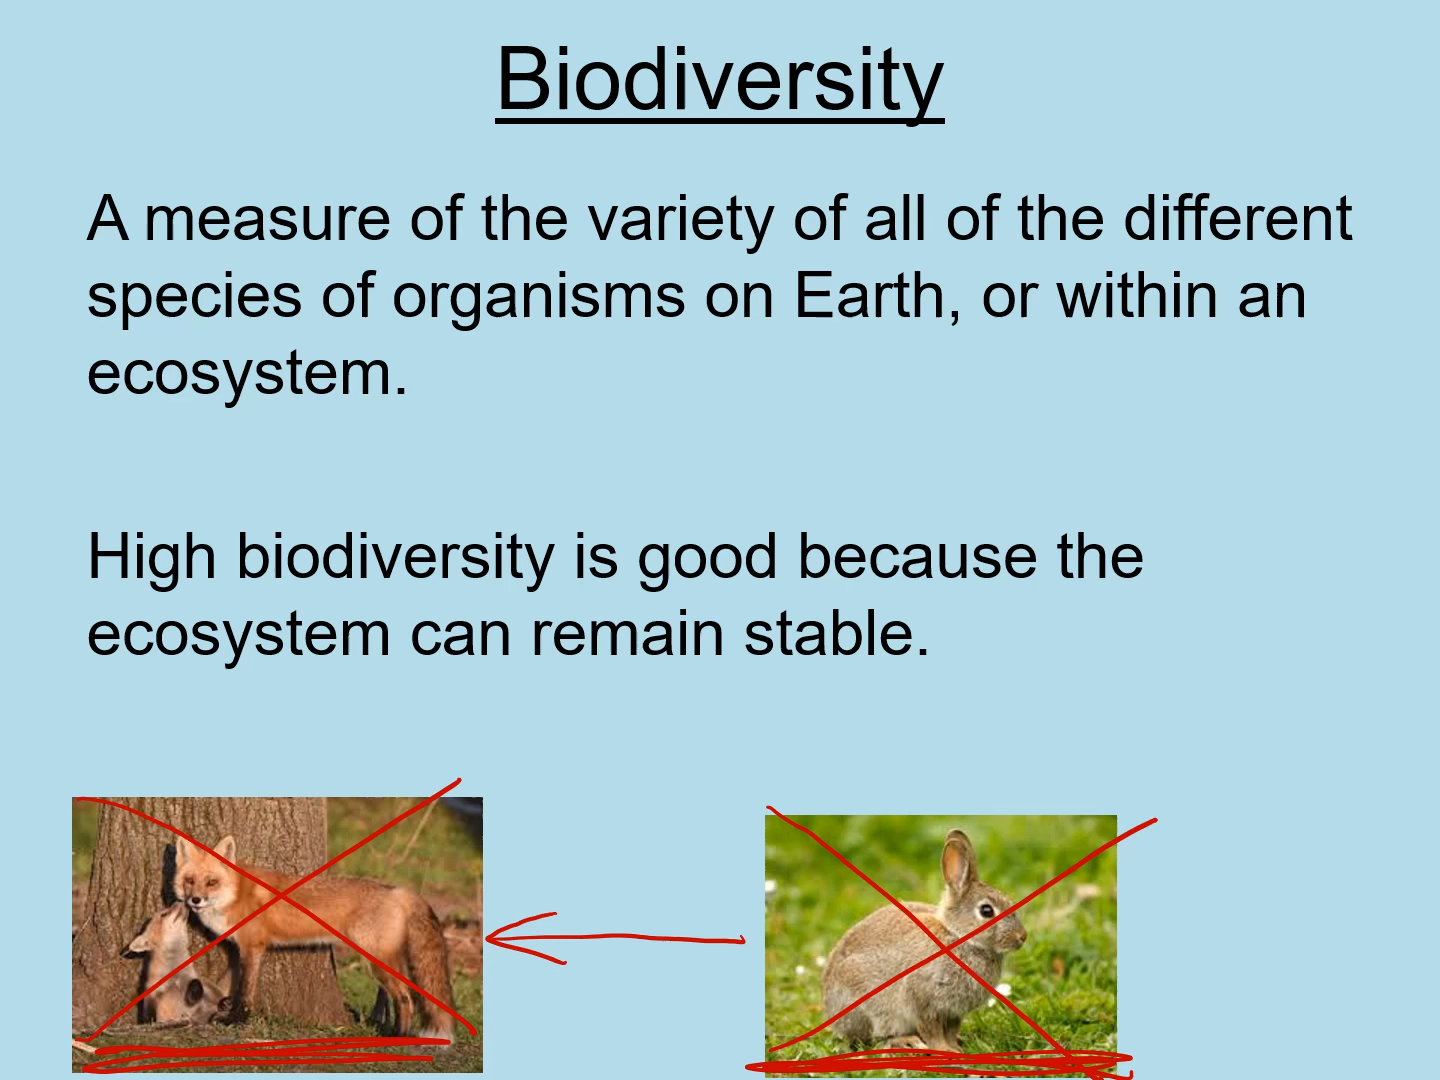 Biodiversity
A measure of the variety of all of the different
species of organisms on Earth, or within an
ecosystem.
High biodiversity is good because the
ecosystem can remain stable.